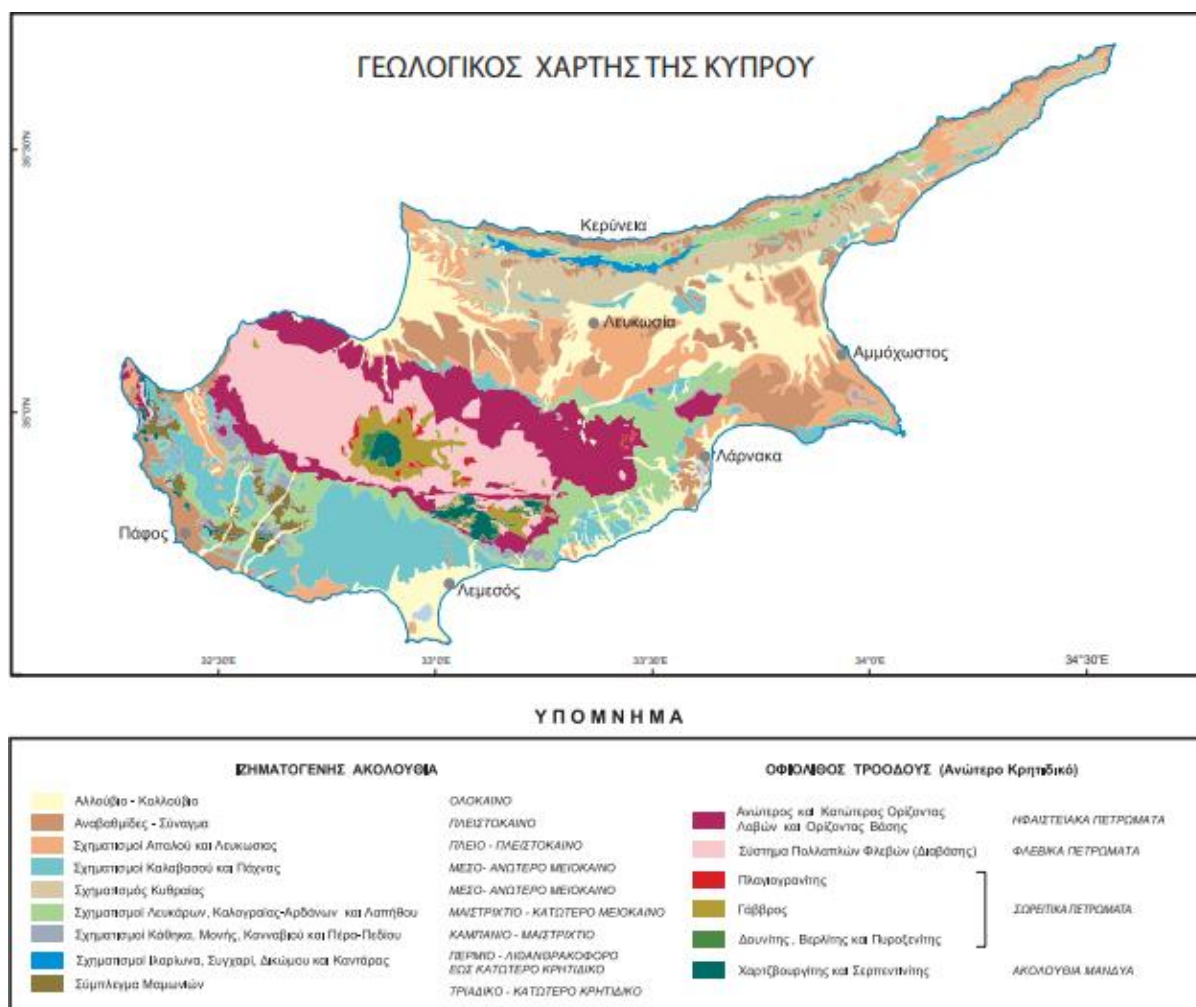 ΓΕΩΛΟΓΙΚΟΣ ΧΑΡΤΗΣ ΤΗΣ ΚΥΠΡΟΥ
35°30'N
Κερύνεια
Λευκωσία
Αμμόχωστος
35°0'N
Λάρνακα
Πάφος
Λεμεσός
32°30'E
33°0'E
33°30'E
34°0'E
34°30'E
ΥΠΟΜΝΗΜΑ
ΙΖΗΜΑΤΟΓΕΝΗΣ ΑΚΟΛΟΥΘΙΑ
Αλλούβιο - Κολλούβιο ΟΛΟΚΑΙΝΟ
Αναβαθμίδες - Σύναγμα ΠΛΕΙΣΤΟΚΑΙΝΟ
Σχηματισμοί Απαλού και Λευκωσίας ΠΛΕΙΟ - ΠΛΕΙΣΤΟΚΑΙΝΟ
Σχηματισμοί Καλαβασού και Πάχνας ΜΕΣΟ- ΑΝΩΤΕΡΟ ΜΕΙΟΚΑΙΝΟ
Σχηματισμός Κυθραίας ΜΕΣΟ- ΑΝΩΤΕΡΟ ΜΕΙΟΚΑΙΝΟ
Σχηματισμοί Λευκάρων, Καλογραίας-Αρδάνων και Λαπήθου ΜΑΙΣΤΡΙΧΤΙΟ - ΚΑΤΩΤΕΡΟ ΜΕΙΟΚΑΙΝΟ
Σχηματισμοί Κάθηκα, Μονής, Κανναβιού και Πέρα-Πεδίου ΚΑΜΠΑΝΙΟ - ΜΑΙΣΤΡΙΧΤΙΟ
Σχηματισμοί Ιλαρίωνα, Συγχαρί, Δικώμου και Καντάρας ΠΕΡΜΙΟ - ΛΙΘΑΝΘΡΑΚΟΦΟΡΟ
ΕΩΣ ΚΑΤΩΤΕΡΟ ΚΡΗΤΙΔΙΚΟ
Σύμπλεγμα Μαμωνιών ΤΡΙΑΔΙΚΟ - ΚΑΤΩΤΕΡΟ ΚΡΗΤΙΔΙΚΟ
ΟΦΙΟΛΙΘΟΣ ΤΡΟΟΔΟΥΣ (Ανώτερο Κρητιδικό)
Ανώτερος και Κατώτερος Ορίζοντας
Λαβών και Ορίζοντας Βάσης ΗΦΑΙΣΤΕΙΑΚΑ ΠΕΤΡΩΜΑΤΑ
Σύστημα Πολλαπλών Φλεβών (Διαβάσης) ΦΛΕΒΙΚΑ ΠΕΤΡΩΜΑΤΑ
Πλαγιογρανίτης
Γάββρος ΣΩΡΕΙΤΙΚΑ ΠΕΤΡΩΜΑΤΑ
Δουνίτης, Βερλίτης και Πυροξενίτης
Χαρτζβουργίτης και Σερπεντινίτης ΑΚΟΛΟΥΘΙΑ ΜΑΝΔΥΑ